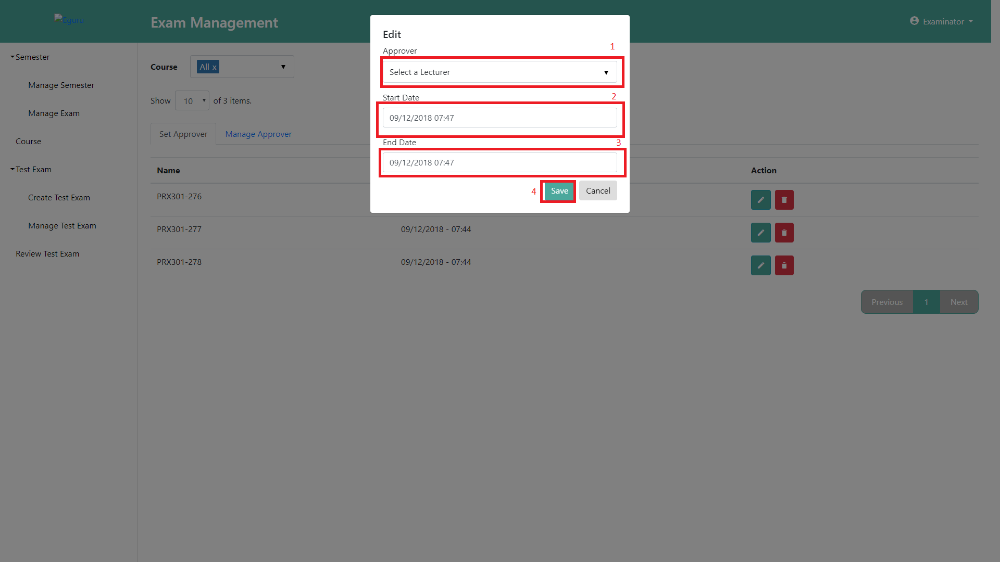 Eguru
Exam Management
Examinator
Semester
Manage Semester
Manage Exam
Course
Test Exam
Create Test Exam
Manage Test Exam
Review Test Exam
Course All x ▼
Show 10 ▾ of 3 items.
Set Approver Manage Approver
Name Action
PRX301-276
PRX301-277 09/12/2018 - 07:44
PRX301-278 09/12/2018 - 07:44
Previous 1 Next
Edit
1
Approver
Select a Lecturer ▼
Start Date 2
09/12/2018 07:47
End Date 3
09/12/2018 07:47
4 Save Cancel